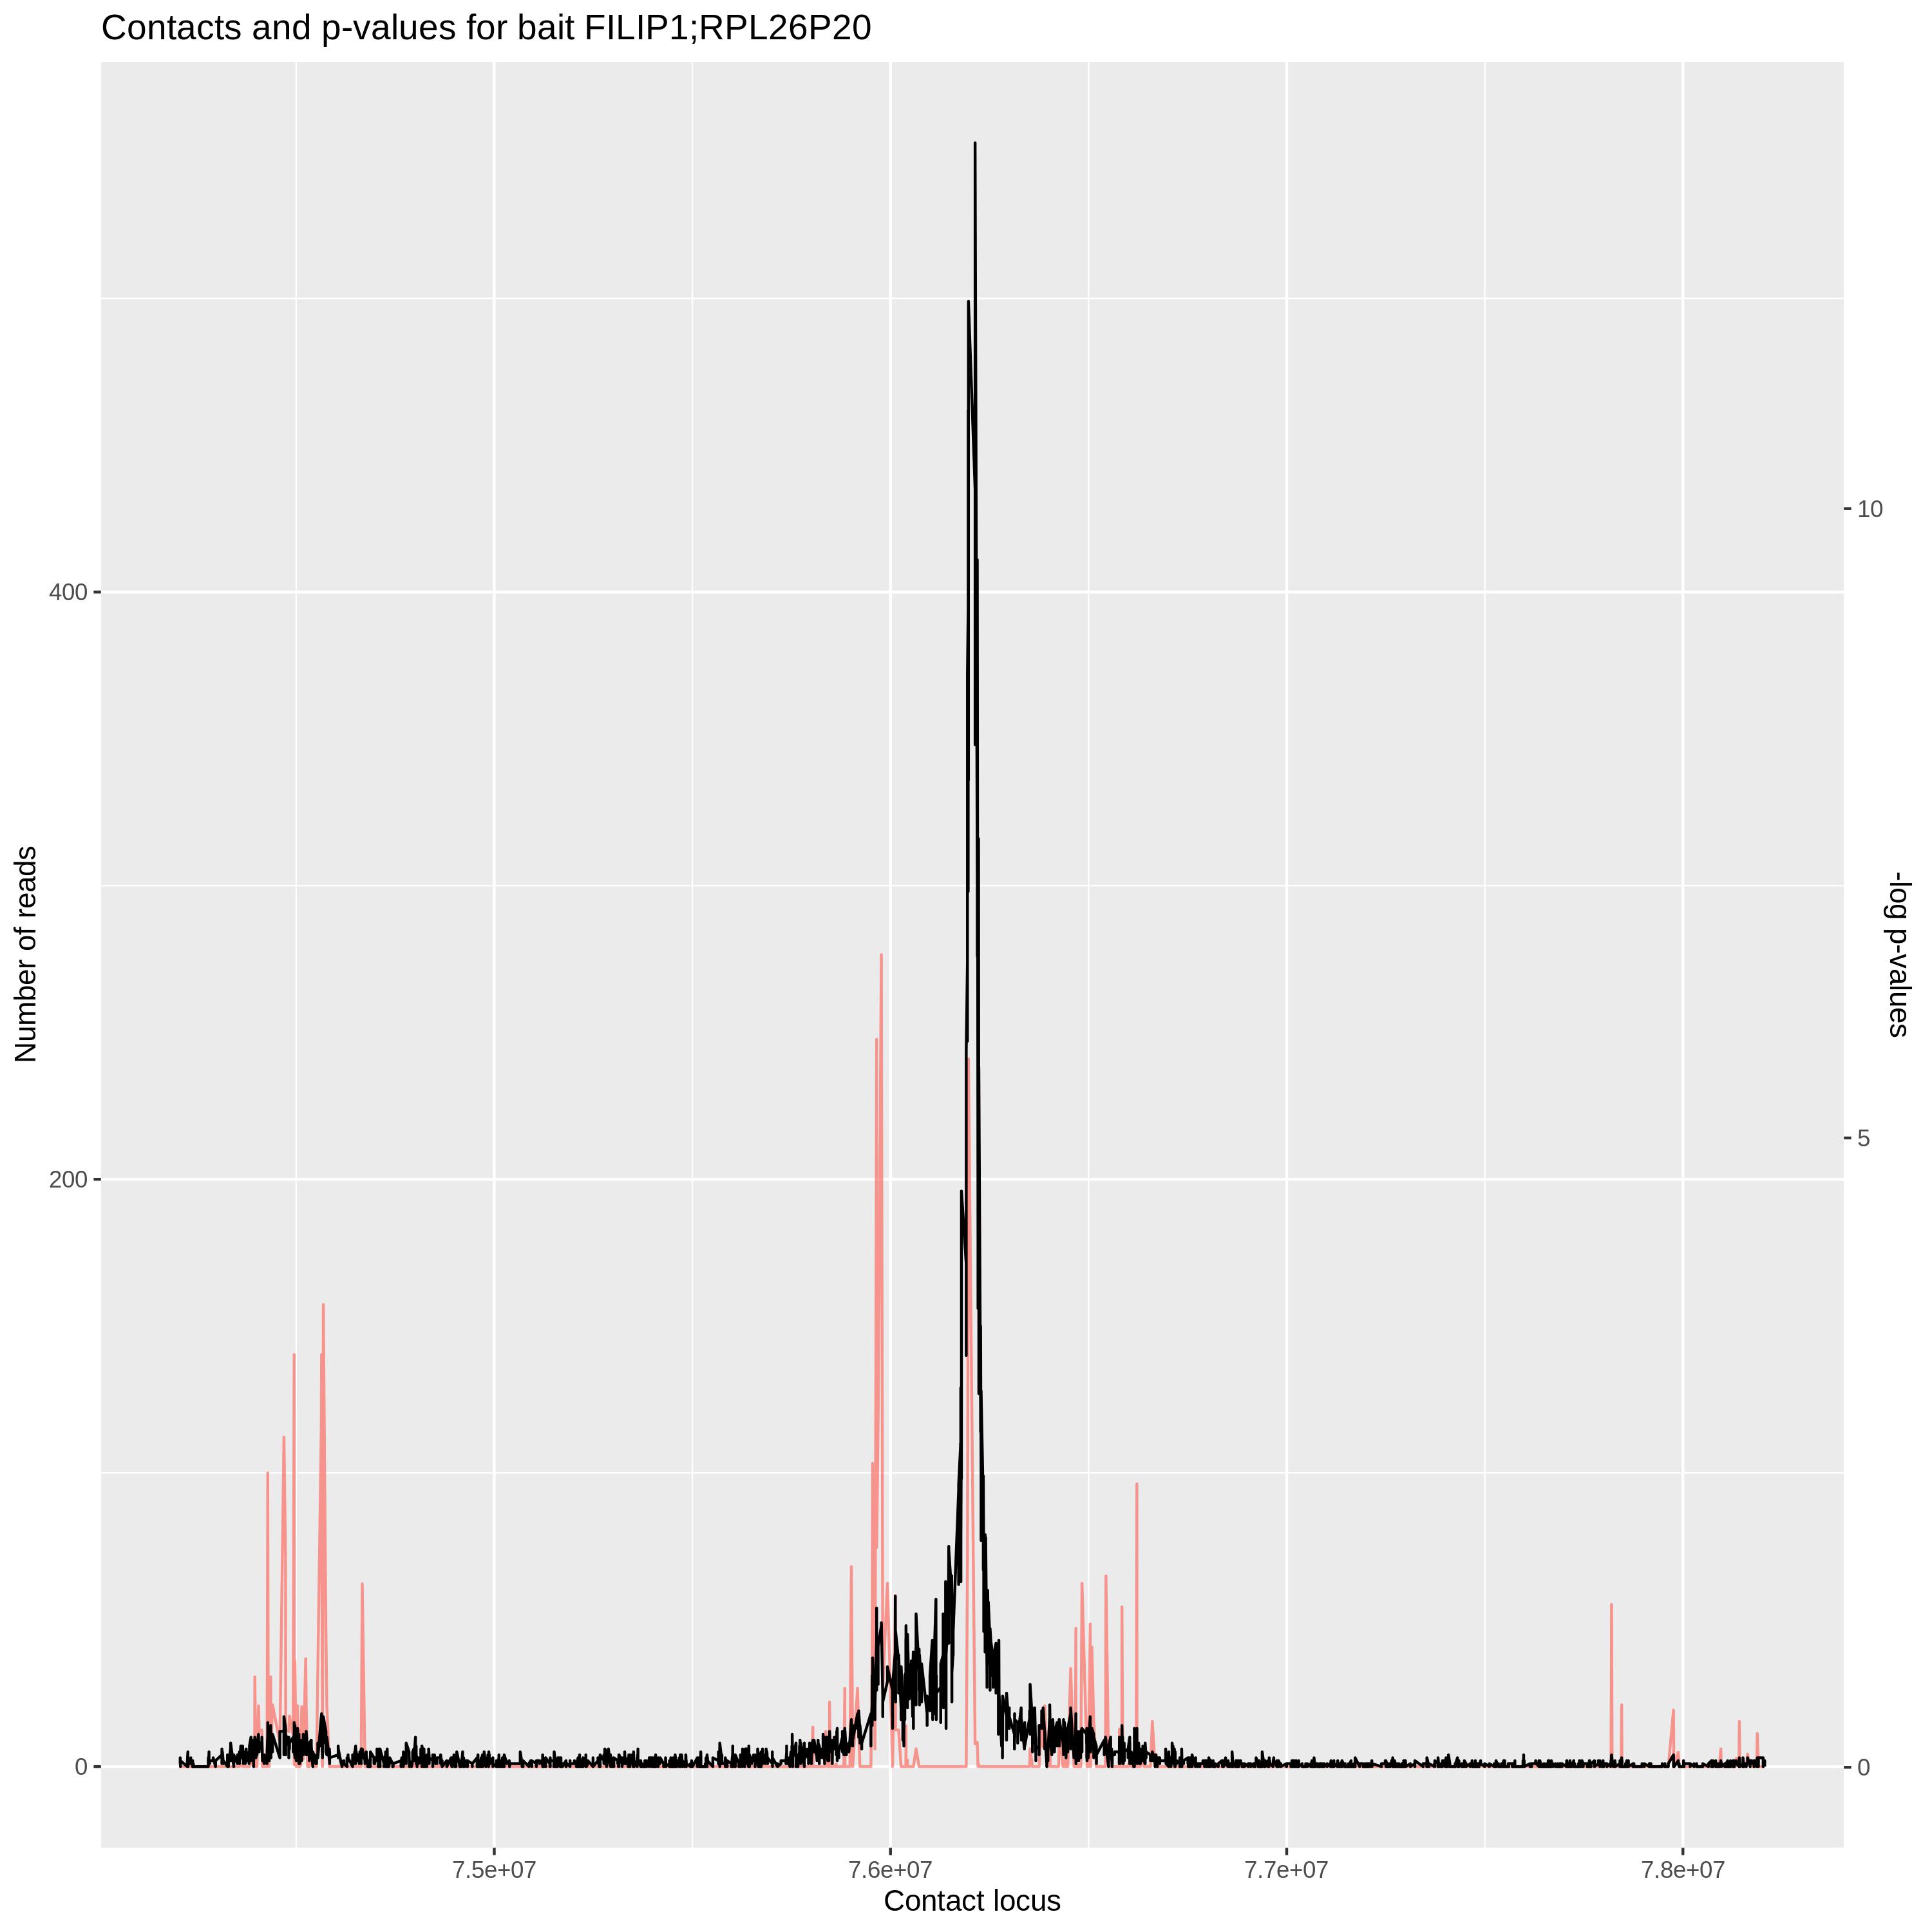 Contacts and p-values for bait FILIP1;RPL26P20
Number of reads
400
200
0
10
5
0
-log p-values
7.5e+07 7.6e+07 7.7e+07 7.8e+07
Contact locus